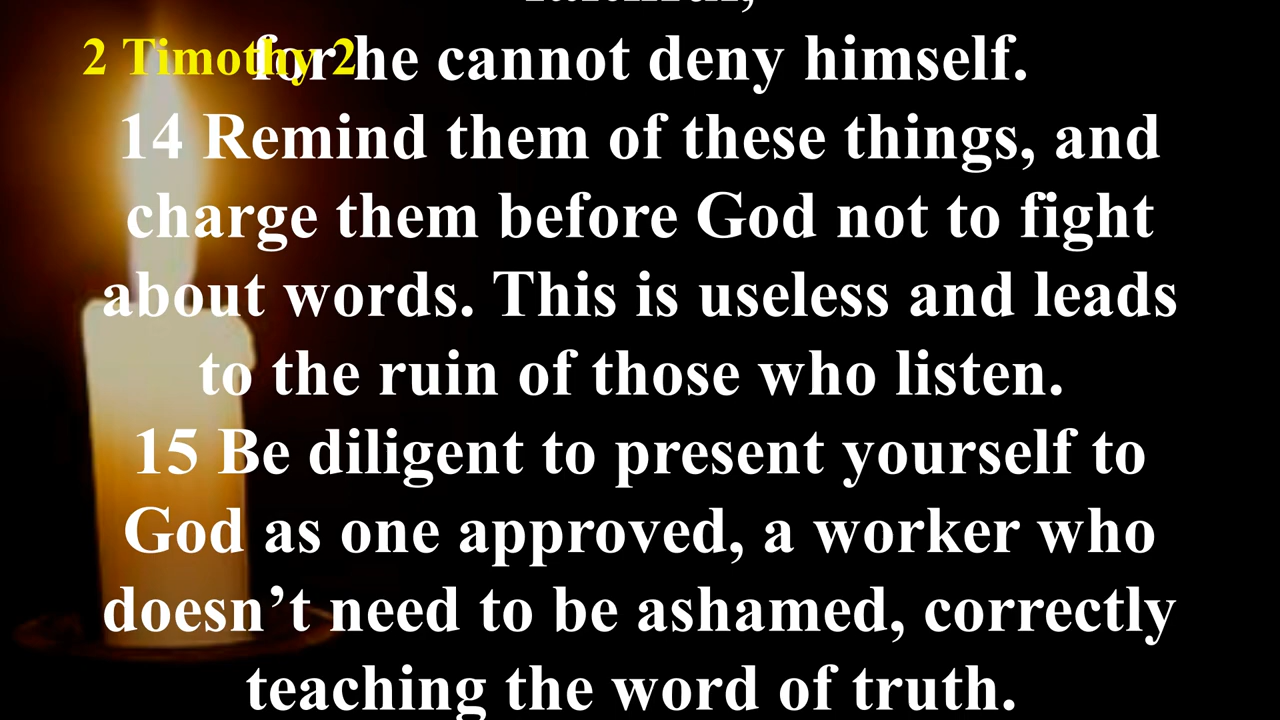 2 Timothy 2
for he cannot deny himself.
14 Remind them of these things, and
charge them before God not to fight
about words. This is useless and leads
to the ruin of those who listen.
15 Be diligent to present yourself to
God as one approved, a worker who
doesn’t need to be ashamed, correctly
teaching the word of truth.